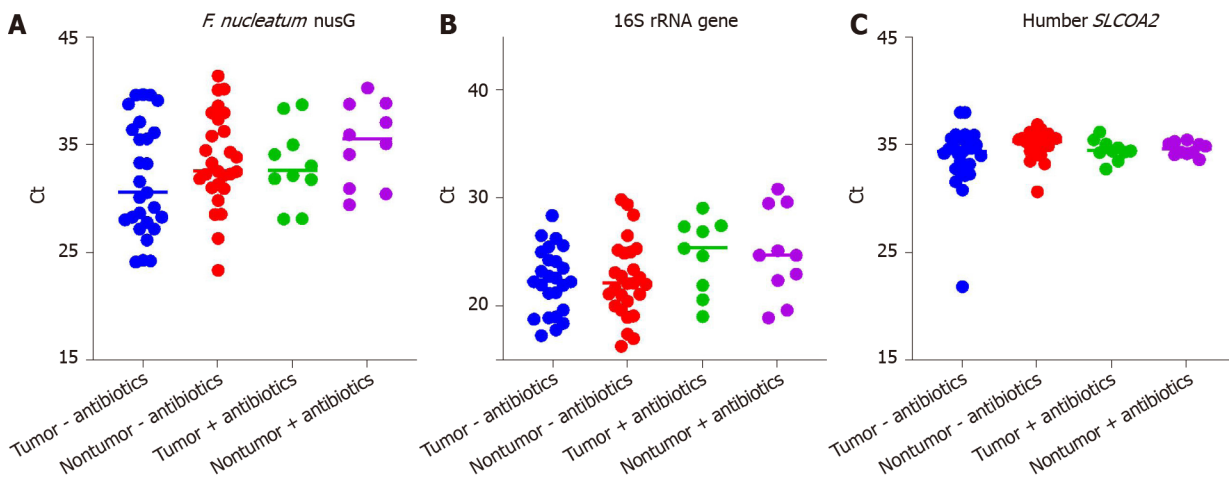 A
F. nucleatum nusG
Ct
45
35
25
15
Tumor - antibiotics
Nontumor - antibiotics
Tumor + antibiotics
Nontumor + antibiotics
B
16S rRNA gene
Ct
40
30
20
15
Tumor - antibiotics
Nontumor - antibiotics
Tumor + antibiotics
Nontumor + antibiotics
C
Humber SLCOA2
Ct
45
35
25
15
Tumor - antibiotics
Nontumor - antibiotics
Tumor + antibiotics
Nontumor + antibiotics